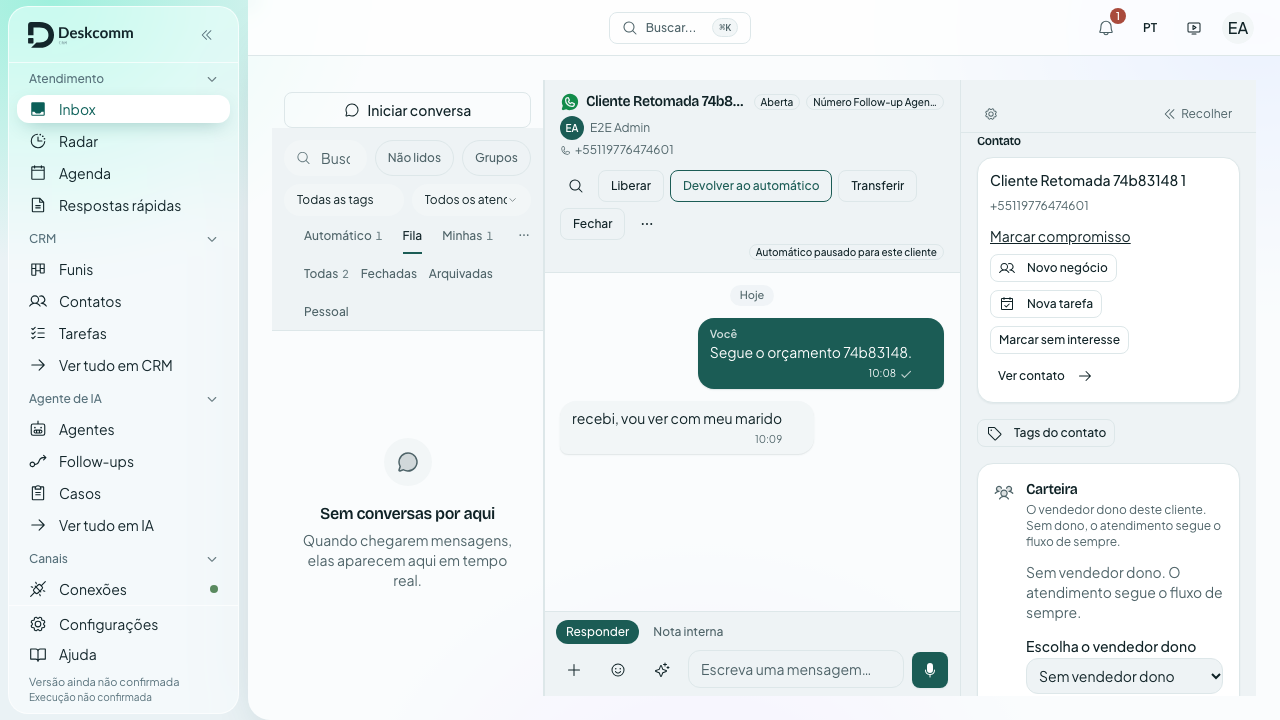 Deskcomm
Buscar...
⌘K
1
PT
EA
Atendimento
Inbox
Radar
Agenda
Respostas rápidas
CRM
Funis
Contatos
Tarefas
Ver tudo em CRM
Agente de IA
Agentes
Follow-ups
Casos
Ver tudo em IA
Canais
Conexões
Configurações
Ajuda
Versão ainda não confirmada
Execução não confirmada
Iniciar conversa
Busc
Não lidos
Grupos
Todas as tags
Todos os atenc
Automático 1
Fila
Minhas 1
...
Todas 2
Fechadas
Arquivadas
Pessoal
Sem conversas por aqui
Quando chegarem mensagens,
elas aparecem aqui em tempo
real.
Cliente Retomada 74b8...
Aberta
Número Follow-up Agen...
EA
E2E Admin
+55119776474601
Liberar
Devolver ao automático
Transferir
Fechar
...
Automático pausado para este cliente
Hoje
Você
Segue o orçamento 74b83148.
10:08
recebi, vou ver com meu marido
10:09
Responder
Nota interna
Escreva uma mensagem...
Recolher
Contato
Cliente Retomada 74b83148 1
+55119776474601
Marcar compromisso
Novo negócio
Nova tarefa
Marcar sem interesse
Ver contato
Tags do contato
Carteira
O vendedor dono deste cliente.
Sem dono, o atendimento segue o
fluxo de sempre.
Sem vendedor dono. O
atendimento segue o fluxo de
sempre.
Escolha o vendedor dono
Sem vendedor dono